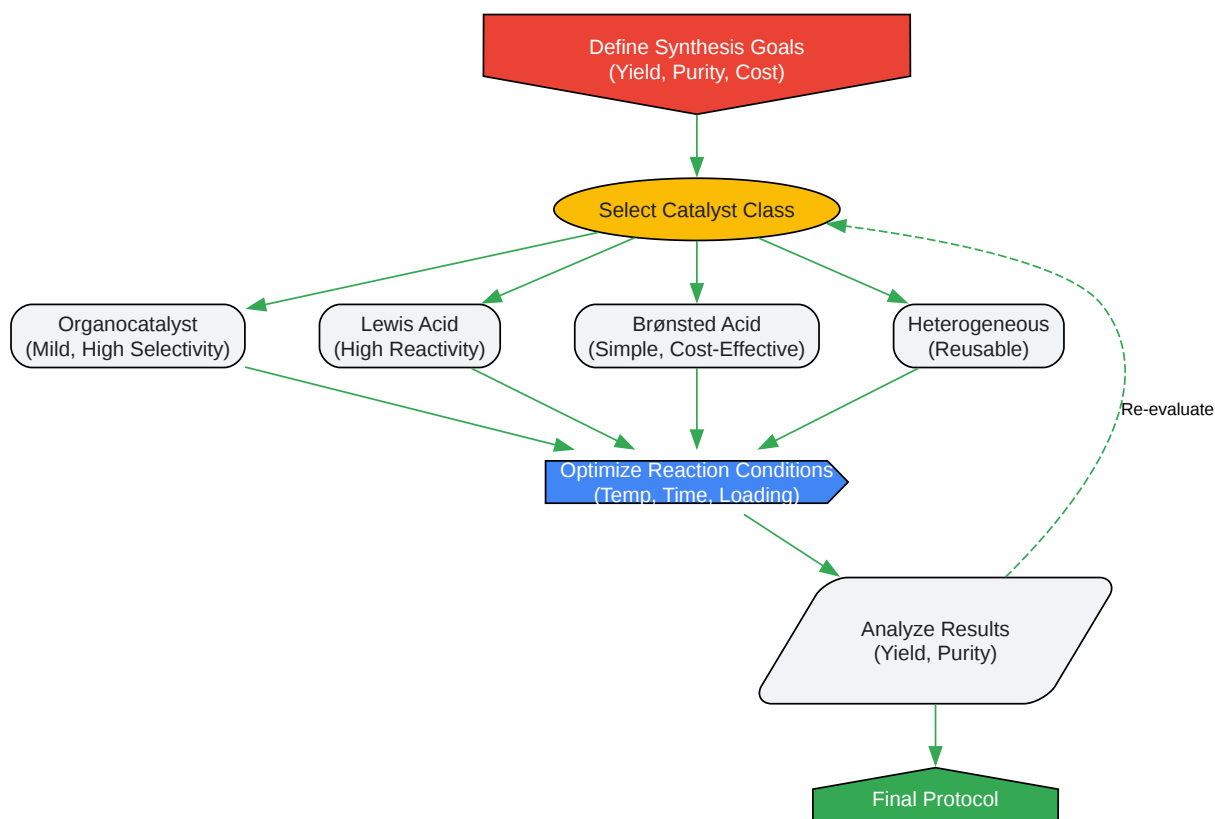 Define Synthesis Goals
(Yield, Purity, Cost)
Select Catalyst Class
Organocatalyst
(Mild, High Selectivity)
Lewis Acid
(High Reactivity)
Brønsted Acid
(Simple, Cost-Effective)
Heterogeneous
(Reusable)
Re-evaluate
Optimize Reaction Conditions
(Temp, Time, Loading)
Analyze Results
(Yield, Purity)
Final Protocol